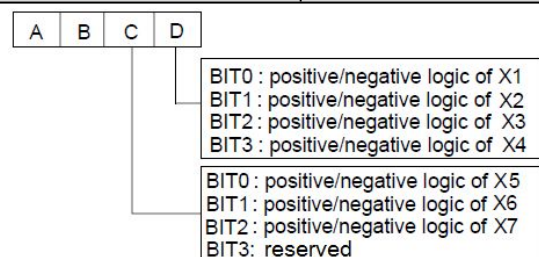 A B C D
BIT0 : positive/negative logic of X1
BIT1 : positive/negative logic of X2
BIT2 : positive/negative logic of X3
BIT3 : positive/negative logic of X4
BIT0 : positive/negative logic of X5
BIT1 : positive/negative logic of X6
BIT2 : positive/negative logic of X7
BIT3: reserved